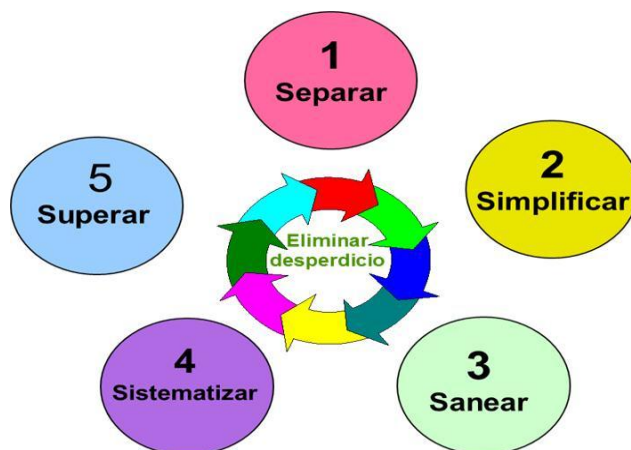 1
Separar
2
Simplificar
3
Sanear
4
Sistematizar
5
Superar
Eliminar
desperdicio